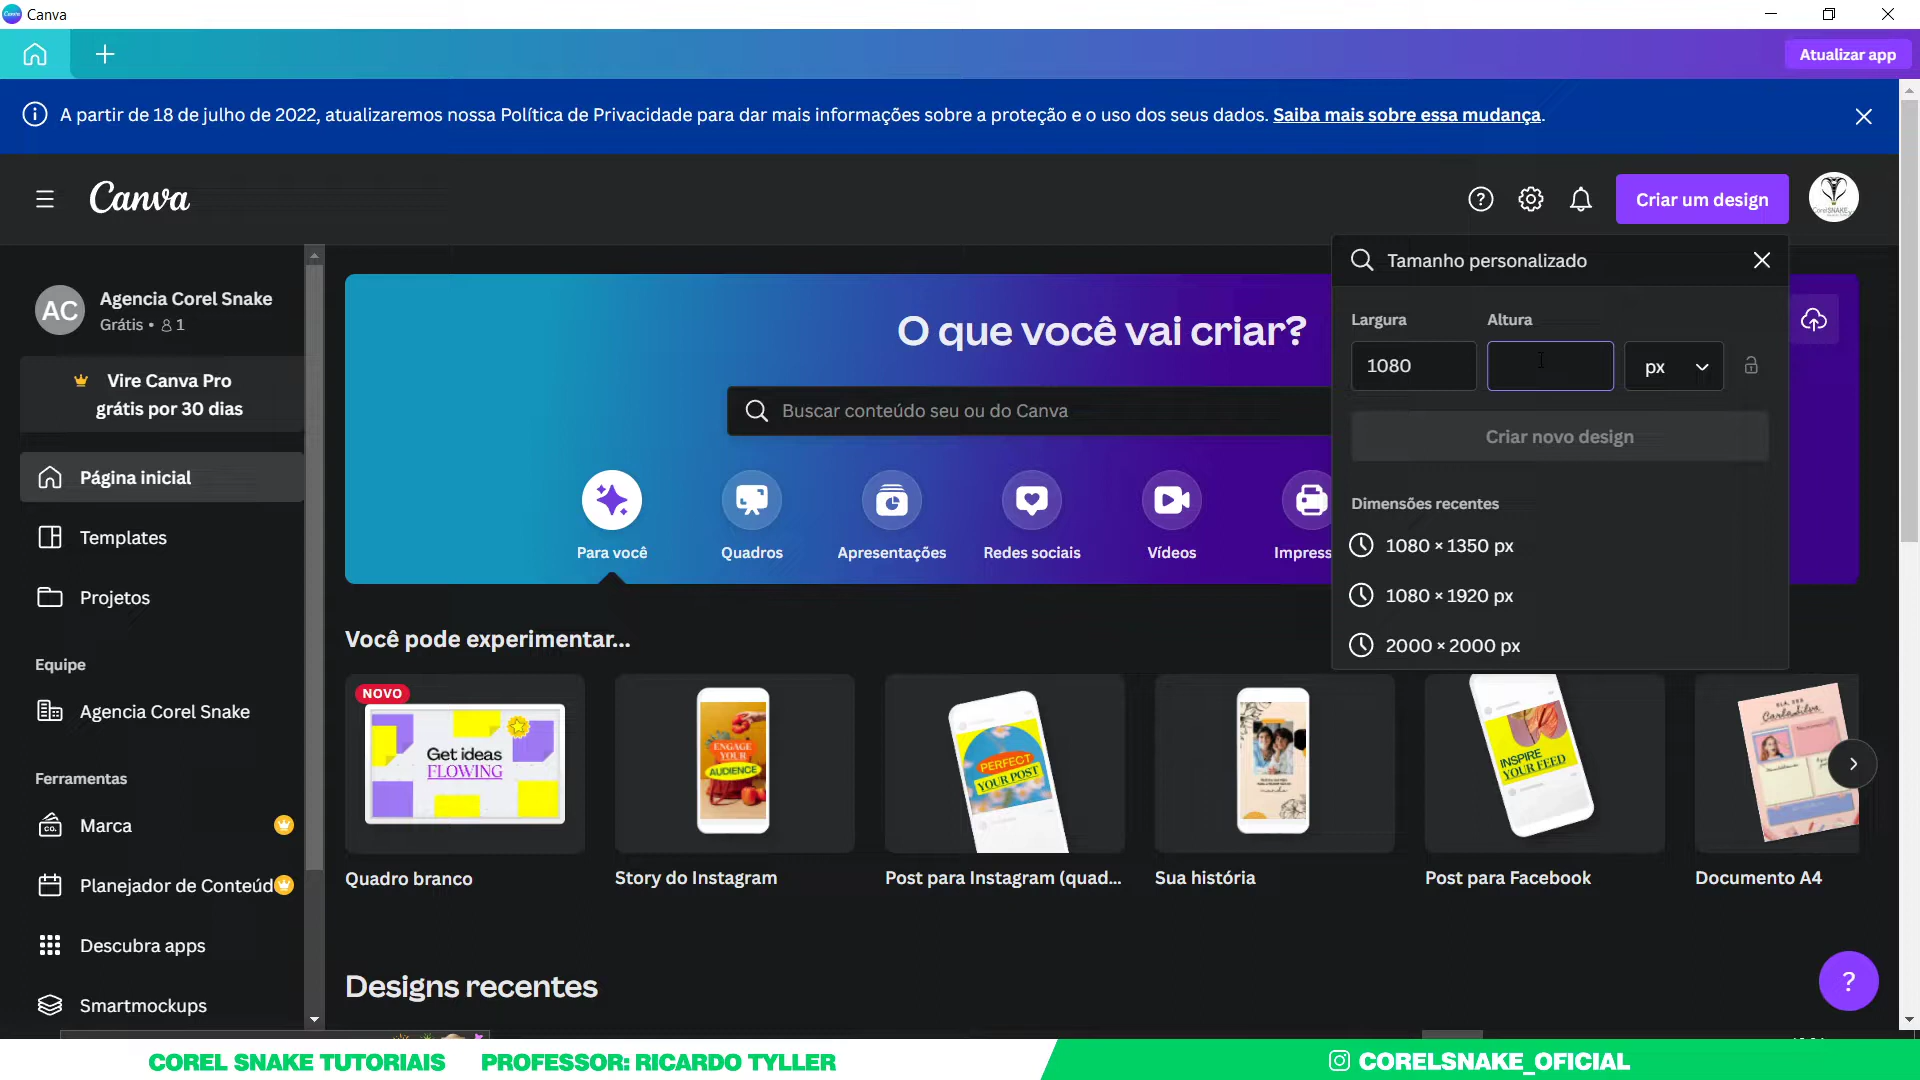 Canva
Atualizar app
A partir de 18 de julho de 2022, atualizaremos nossa Política de Privacidade para dar mais informações sobre a proteção e o uso dos seus dados. Saiba mais sobre essa mudança.
Canva
Criar um design
AC
Agencia Corel Snake
Grátis • 1
Vire Canva Pro
grátis por 30 dias
Página inicial
Templates
Projetos
Equipe
Agencia Corel Snake
Ferramentas
Marca
Planejador de Conteúd
Descubra apps
Smartmockups
O que você vai criar?
Buscar conteúdo seu ou do Canva
Para você
Quadros
Apresentações
Redes sociais
Vídeos
Impress
Tamanho personalizado
Largura
Altura
1080
px
Criar novo design
Dimensões recentes
1080 × 1350 px
1080 × 1920 px
2000 × 2000 px
Você pode experimentar...
NOVO
Get ideas
FLOWING
ENGAGE
YOUR
AUDIENCE
PERFECT
YOUR POST
INSPIRE
YOUR FEED
Quadro branco
Story do Instagram
Post para Instagram (quad...
Sua história
Post para Facebook
Documento A4
Designs recentes
?
COREL SNAKE TUTORIAIS
PROFESSOR: RICARDO TYLLER
CORELSNAKE_OFICIAL